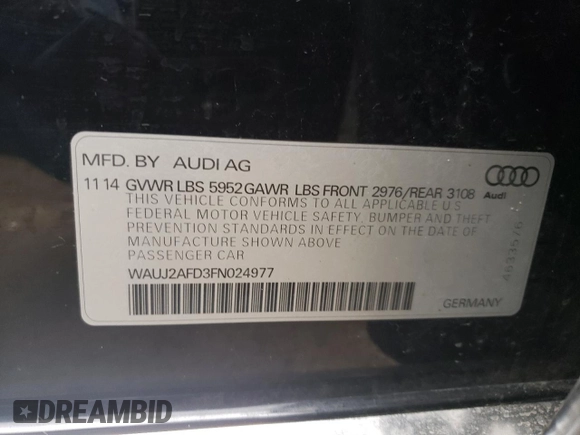 MFD. BY AUDI AG
11 14 GVWR LBS 5952 GAWR LBS FRONT 2976/REAR 3108
Audi
THIS VEHICLE CONFORMS TO ALL APPLICABLE U.S
FEDERAL MOTOR VEHICLE SAFETY, BUMPER AND THEFT
PREVENTION STANDARDS IN EFFECT ON THE DATE OF
MANUFACTURE SHOWN ABOVE
PASSENGER CAR
WAUJ2AFD3FN024977
GERMANY
DREAMBID